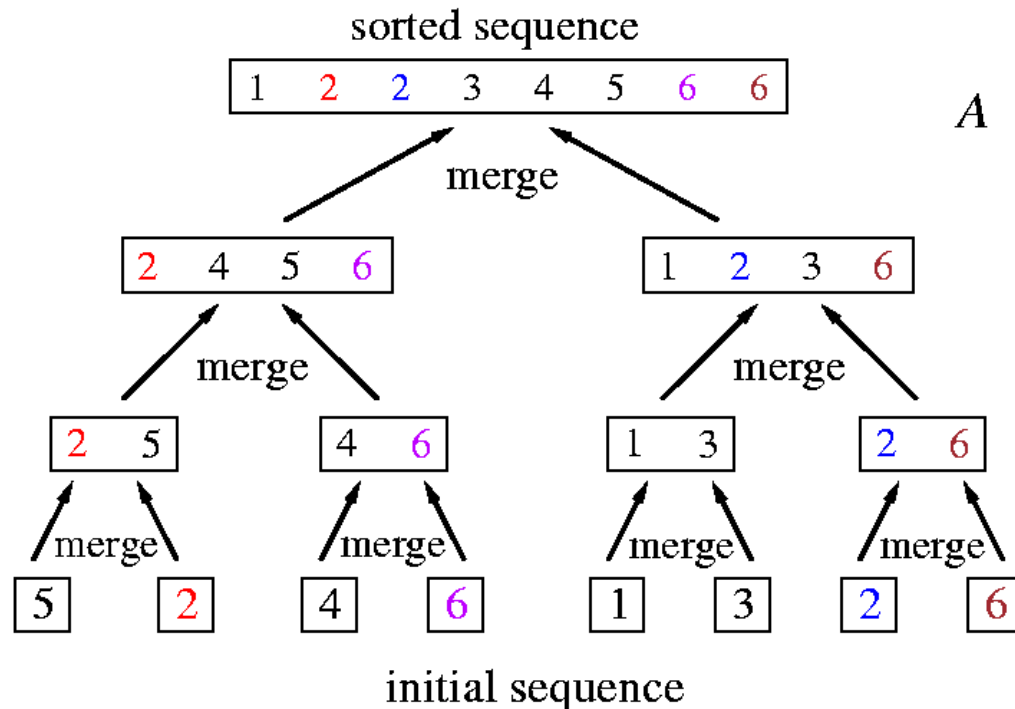 sorted sequence
1 2 2 3 4 5 6 6
A
merge
2 4 5 6 1 2 3 6
merge merge
2 5 4 6 1 3 2 6
merge merge merge merge
5 2 4 6 1 3 2 6
initial sequence